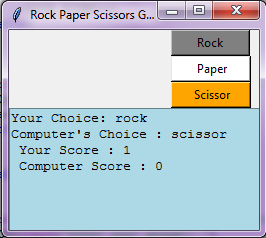 Rock Paper Scissors G...
Rock
Paper
Scissor
Your Choice: rock
Computer's Choice : scissor
Your Score : 1
Computer Score : 0